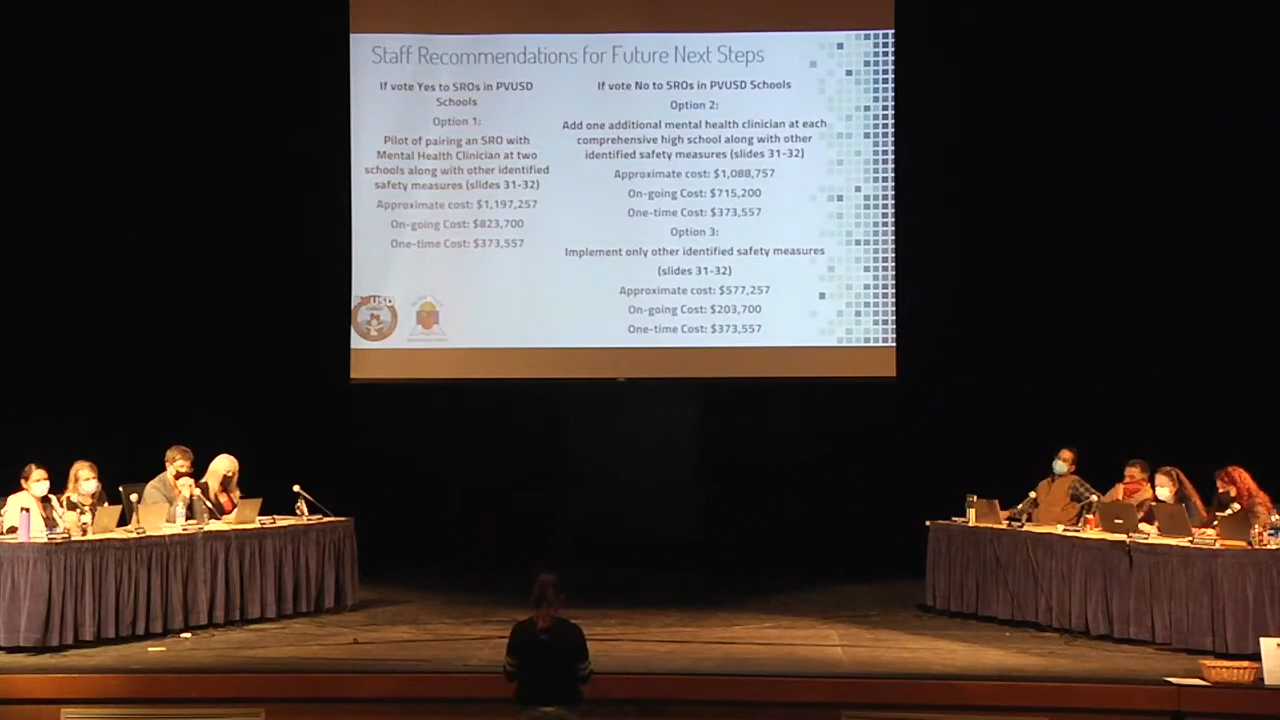 Staff Recommendations for Future Next Steps
If vote Yes to SROs in PVUSD
Schools
Option 1:
Pilot of pairing an SRO with
Mental Health Clinician at two
schools along with other identified
safety measures (slides 31-32)
Approximate cost: $1,197,257
On-going Cost: $823,700
One-time Cost: $373,557
If vote No to SROs in PVUSD Schools
Option 2:
Add one additional mental health clinician at each
comprehensive high school along with other
identified safety measures (slides 31-32)
Approximate cost: $1,088,757
On-going Cost: $715,200
One-time Cost: $373,557
Option 3:
Implement only other identified safety measures
(slides 31-32)
Approximate cost: $577,257
On-going Cost: $203,700
One-time Cost: $373,557